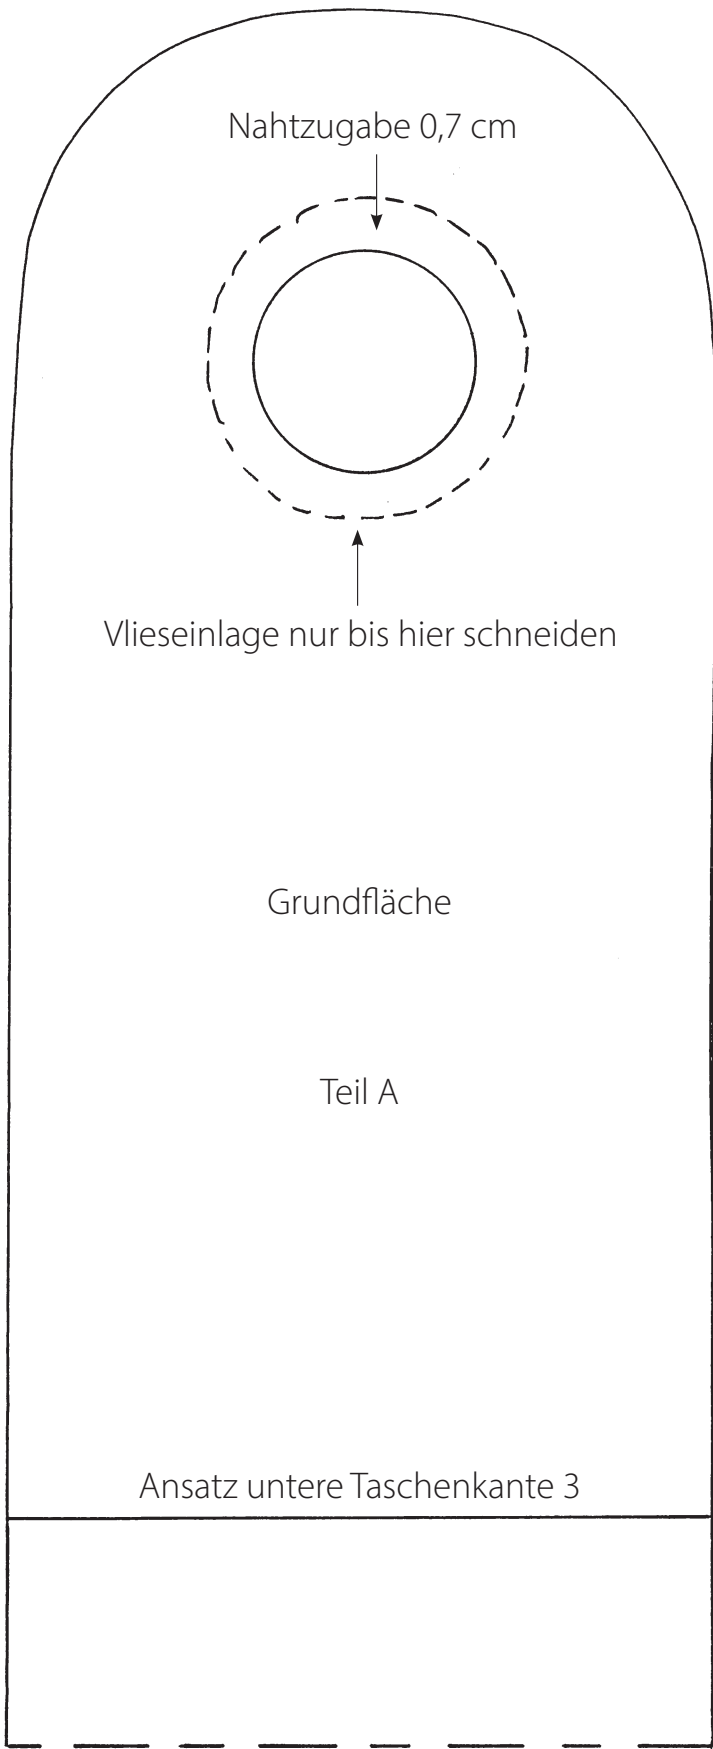 Nahtzugabe 0,7 cm
Vlieseinlage nur bis hier schneiden
Grundfläche
Teil A
Ansatz untere Taschenkante 3